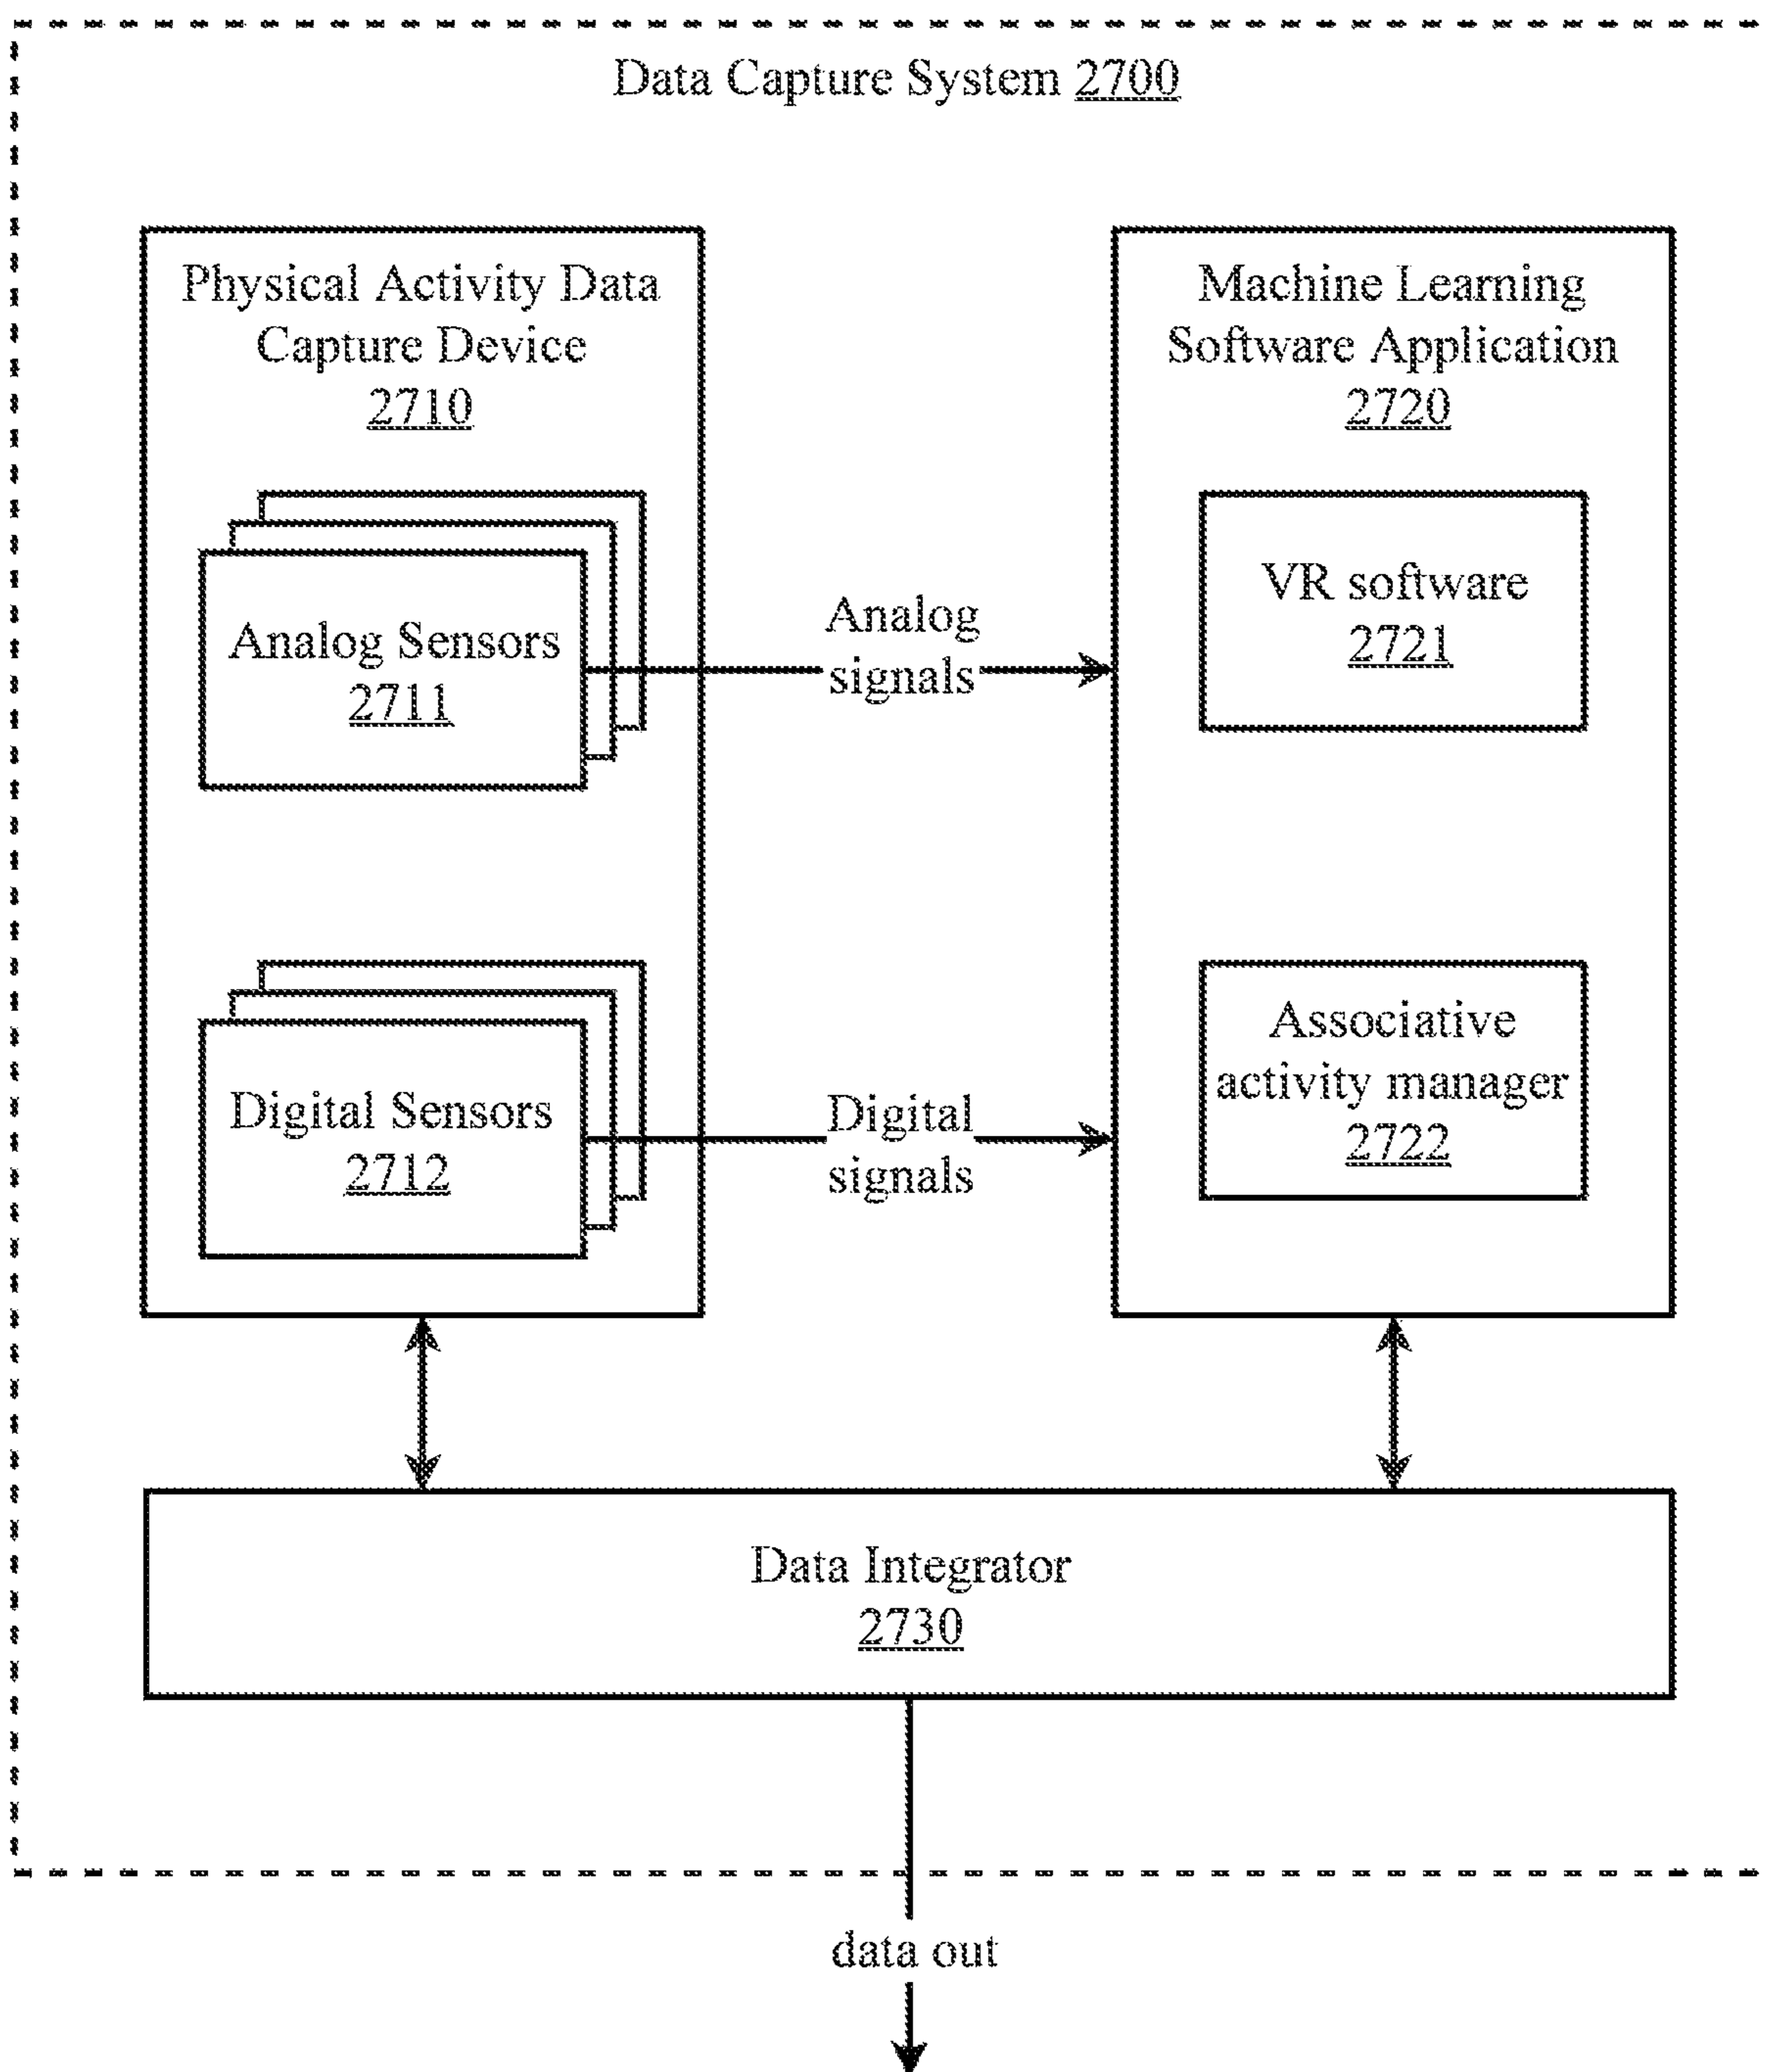 Data Capture System 2700
Physical Activity Data
Capture Device
2710
Analog Sensors
2711
Digital Sensors
2712
Analog
signals
Digital
signals
Machine Learning
Software Application
2720
VR software
2721
Associative
activity manager
2722
Data Integrator
2730
data out